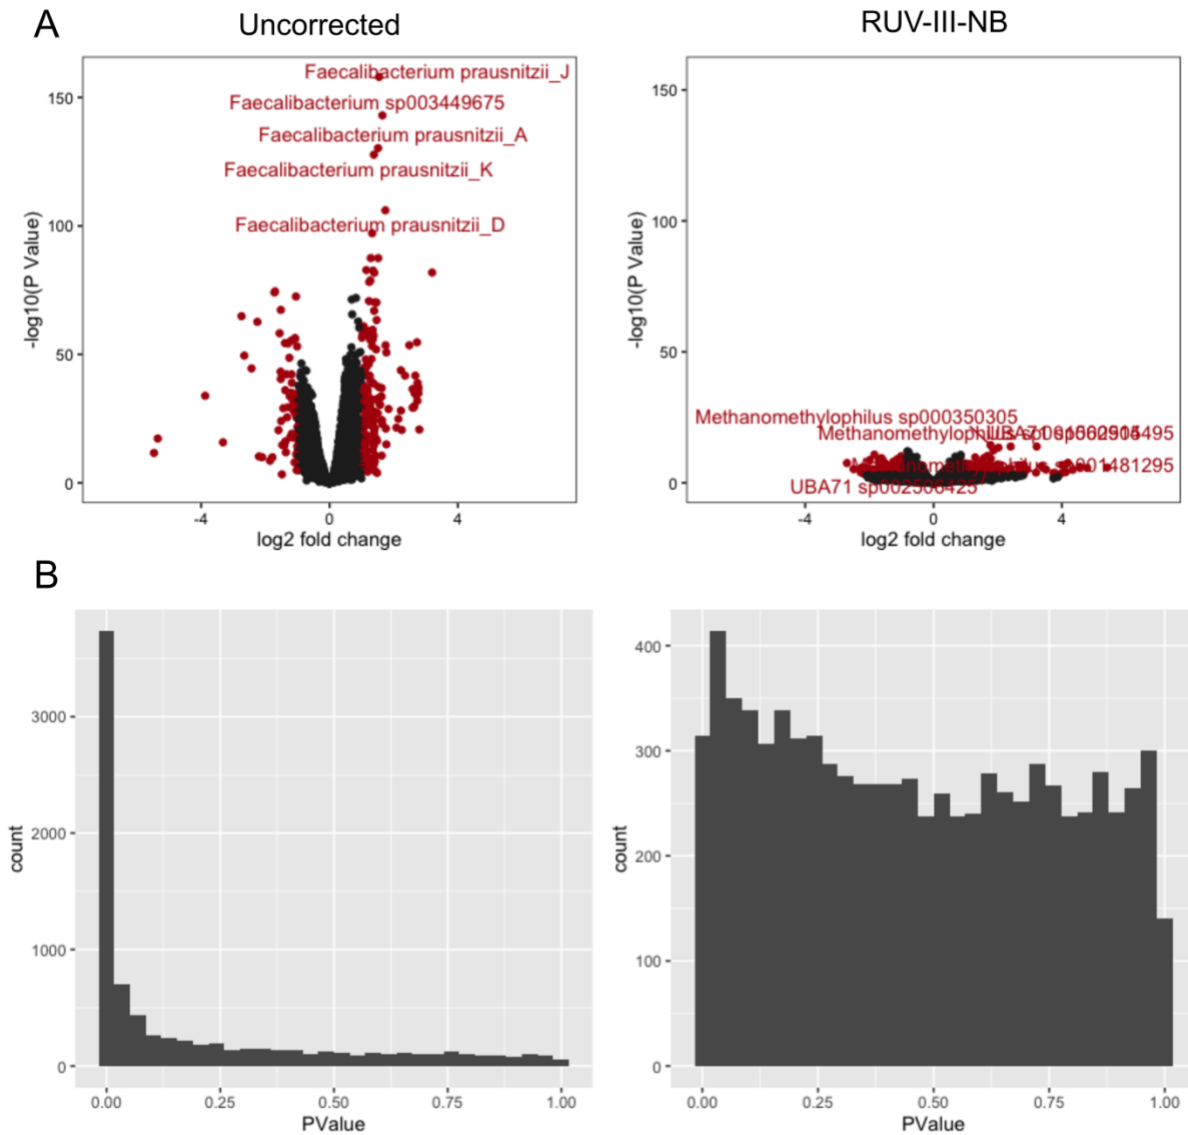 A
Uncorrected
RUV-III-NB
Faecalibacterium prausnitzii_J
Faecalibacterium sp003449675
Faecalibacterium prausnitzii_A
Faecalibacterium prausnitzii_K
Faecalibacterium prausnitzii_D
150
100
50
0
-log10(P Value)
-4 0 4
log2 fold change
150
100
50
0
-log10(P Value)
Methanomethylophilus sp000350305
UBA71 sp002506425
-4 0 4
log2 fold change
B
3000
2000
1000
0
count
0.00 0.25 0.50 0.75 1.00
PValue
400
300
200
100
0
count
0.00 0.25 0.50 0.75 1.00
PValue